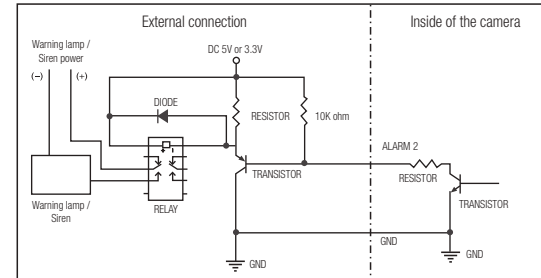 External connection
Inside of the camera
Warning lamp /
Siren power
(–)
(+)
DC 5V or 3.3V
DIODE
RESISTOR
10K ohm
+
ALARM 2
TRANSISTOR
RESISTOR
TRANSISTOR
Warning lamp /
Siren
RELAY
GND
GND
GND